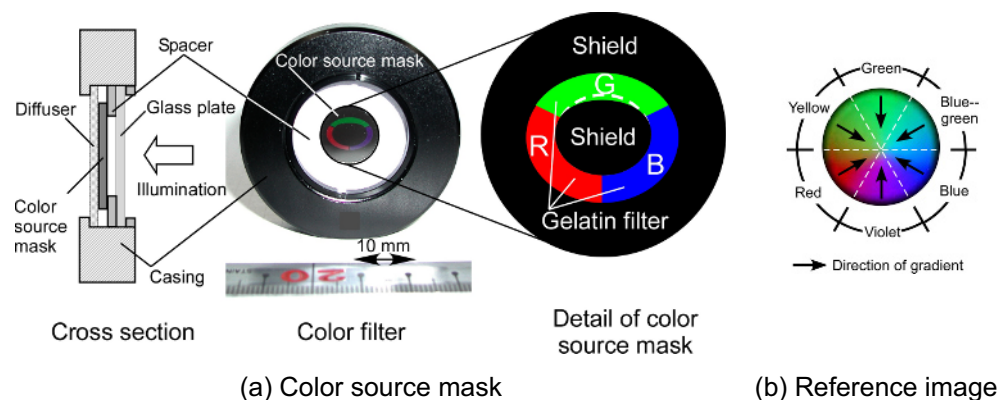 Spacer
Color source mask
Diffuser
Glass plate
Illumination
Color
source
mask
Casing
10 mm
0 2
Cross section
Color filter
Shield
G
Shield
R
B
Gelatin filter
Detail of color
source mask
Green
Yellow
Blue--
green
Red
Blue
Violet
Direction of gradient
(a) Color source mask
(b) Reference image